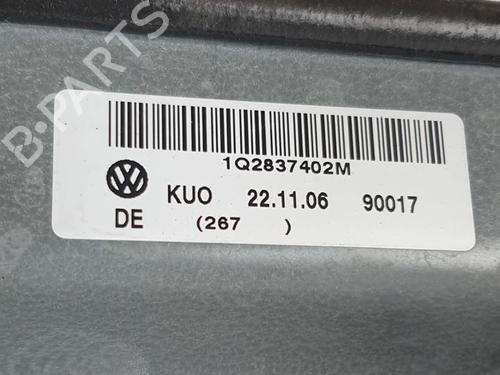 B-PARTS
1Q2837402M
KUO 22.11.06 90017
DE (267 )